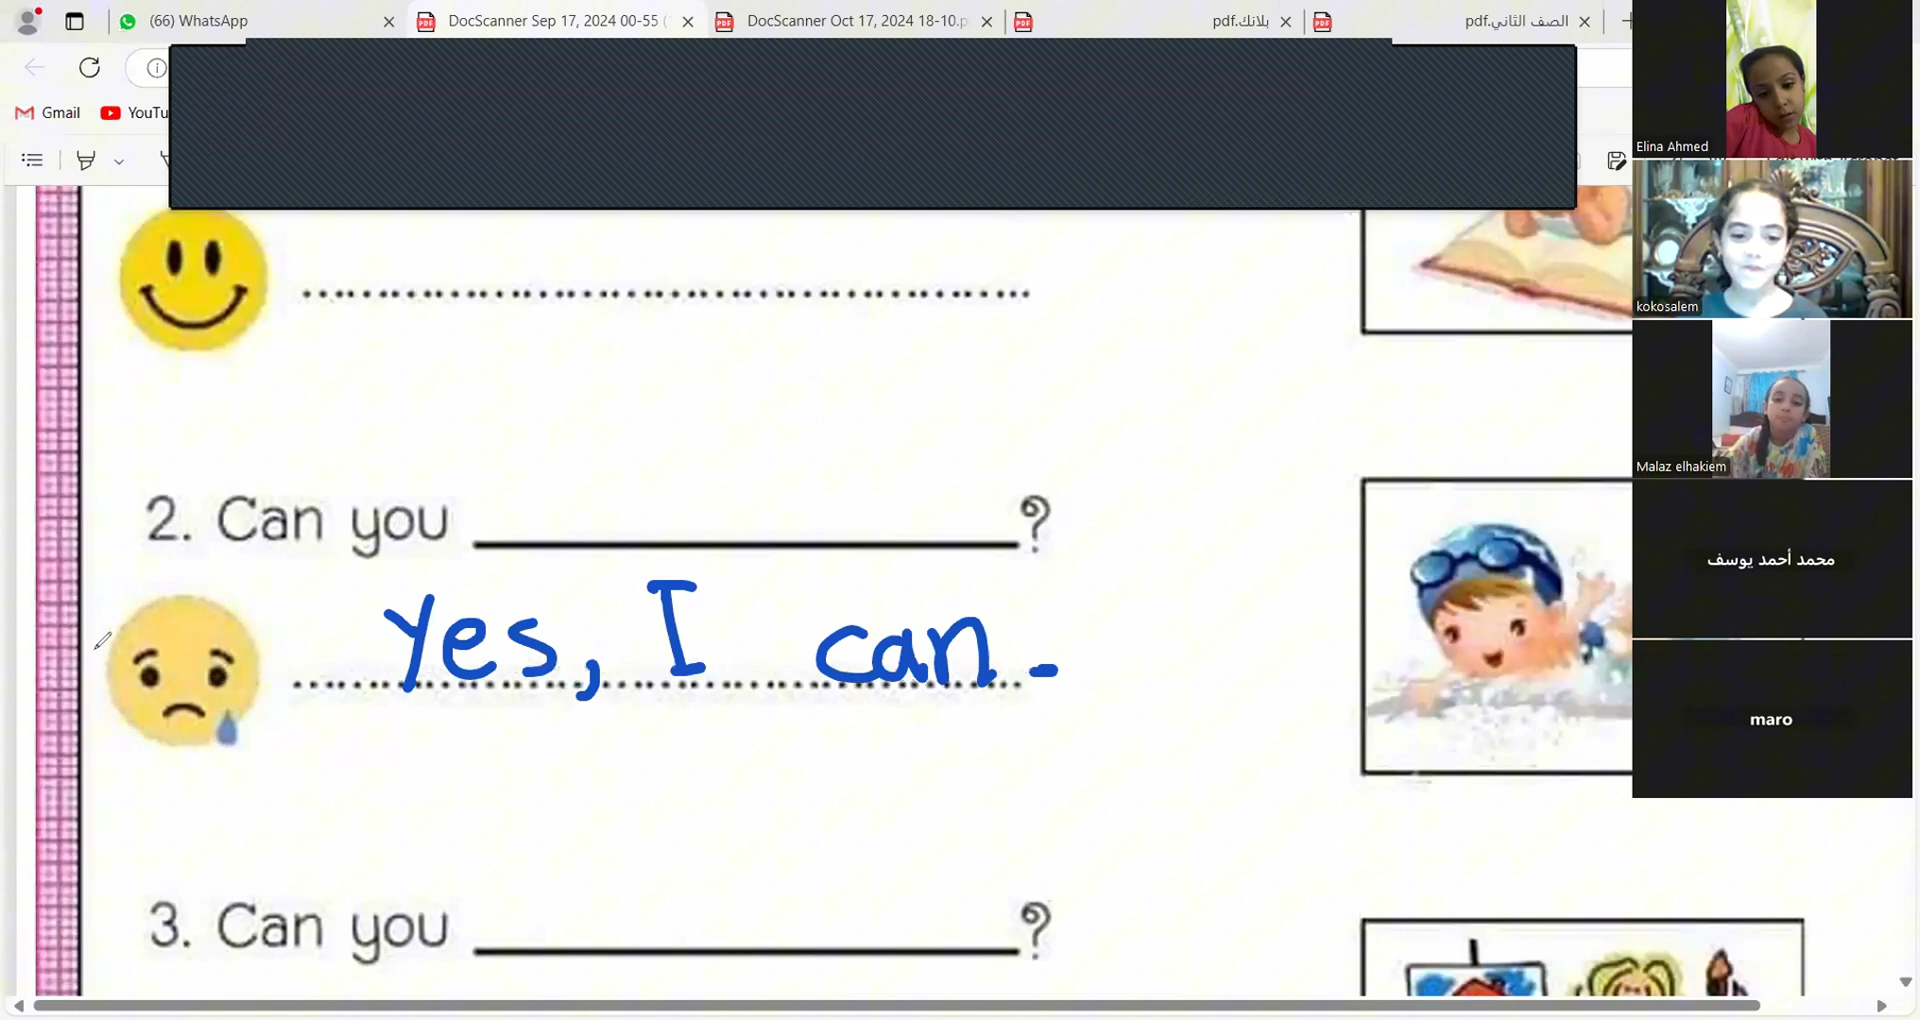 (66) WhatsApp
DocScanner Sep 17, 2024 00-55 (
DocScanner Oct 17, 2024 18-10.p
بلانك.pdf
الصف الثاني.pdf
Gmail
YouTu
2. Can you ____?
Yes, I can.
3. Can you ____?
Elina Ahmed
kokosalem
Malaz elhakiem
محمد أحمد يوسف
maro